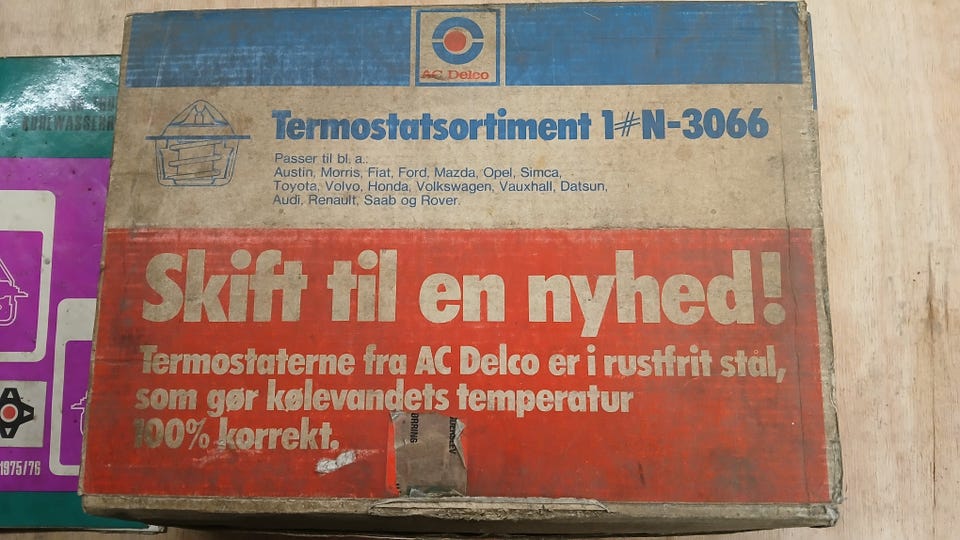 AC Delco
Termostatsortiment 1#N-3066
Passer til bl. a.:
Austin, Morris, Fiat, Ford, Mazda, Opel, Simca,
Toyota, Volvo, Honda, Volkswagen, Vauxhall, Datsun,
Audi, Renault, Saab og Rover.
Skift til en nyhed!
Termostaterne fra AC Delco er i rustfrit stål,
som gør kølevandets temperatur
100% korrekt.
1975/76